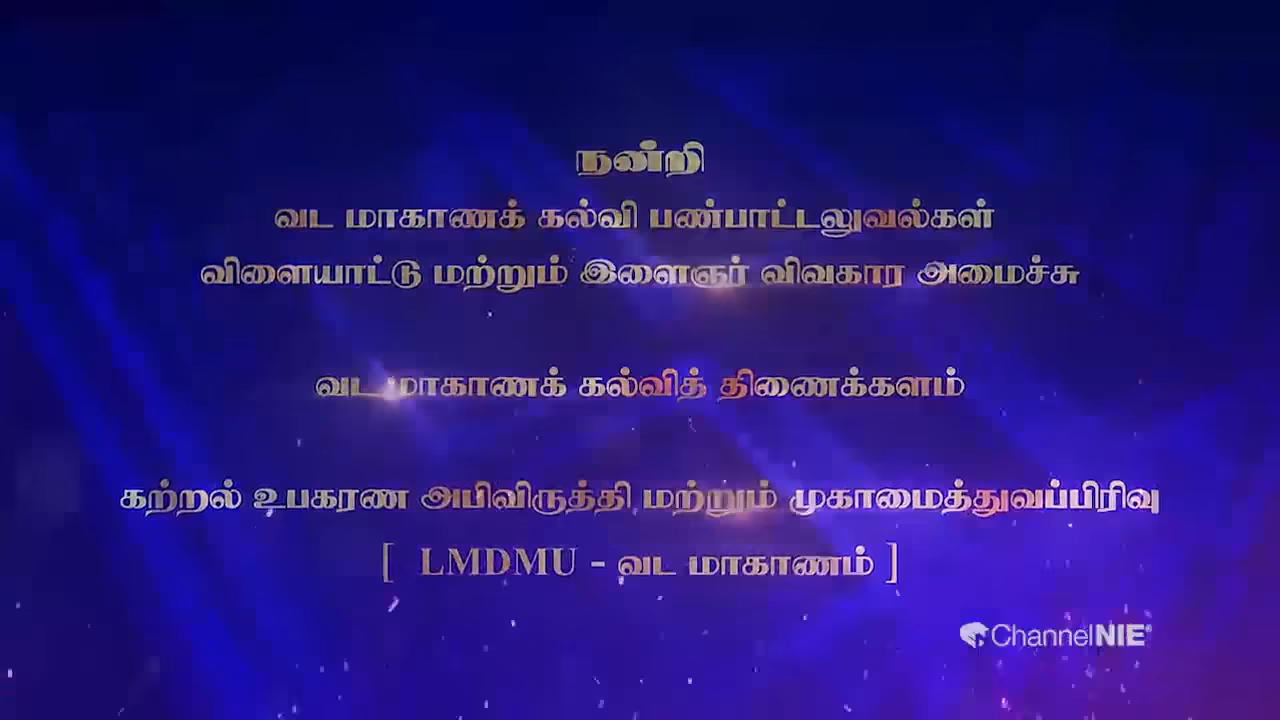 நன்றி
வட மாகாணக் கல்வி பண்பாட்டலுவல்கள்
விளையாட்டு மற்றும் இளைஞர் விவகார அமைச்சு
வட மாகாணக் கல்வித் திணைக்களம்
கற்றல் உபகரண அபிவிருத்தி மற்றும் முகாமைத்துவப்பிரிவு
[ LMDMU - வட மாகாணம் ]
ChannelNIE